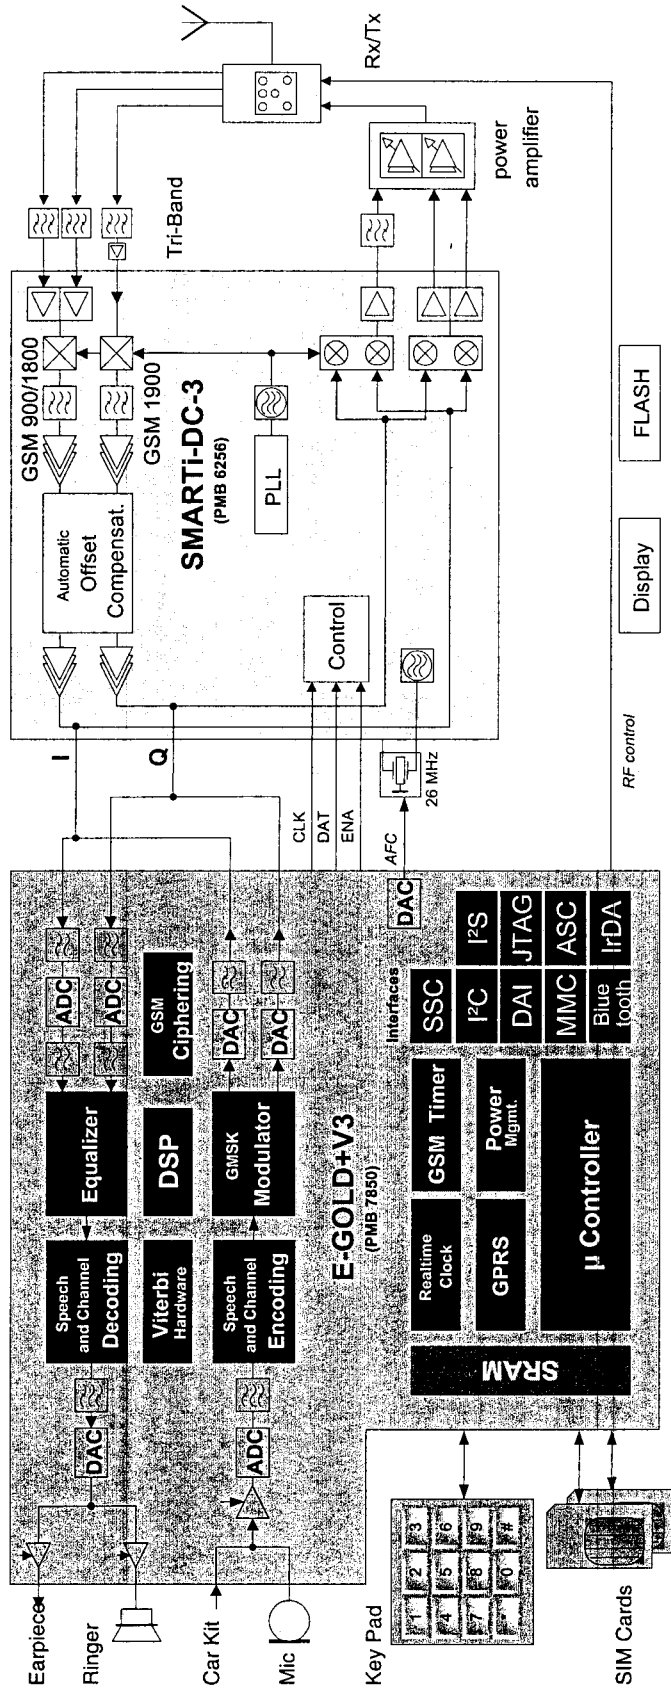 Earpiece
Ringer
Car Kit
Mic
Key Pad
1
2
3
4
5
6
7
8
9
0
#
SIM Cards
DAC
Speech
and Channel
Decoding
Equalizer
ADC
ADC
Viterbi
Hardware
DSP
GSM
Ciphering
ADC
Speech
and Channel
Encoding
GMSK
Modulator
DAC
DAC
E-GOLD+V3
(PMB 7850)
SRAM
Realtime
Clock
GSM Timer
GPRS
Power
Mgmt.
µ Controller
Interfaces
SSC
I²C
I²S
DAI
JTAG
MMC
ASC
Blue
tooth
IrDA
DAC
AFC
26 MHz
CLK
DAT
ENA
I
Q
Automatic
Offset
Compensat.
GSM 900/1800
GSM 1900
SMARTi-DC-3
(PMB 6256)
PLL
Control
Tri-Band
Rx/Tx
power
amplifier
RF control
Display
FLASH